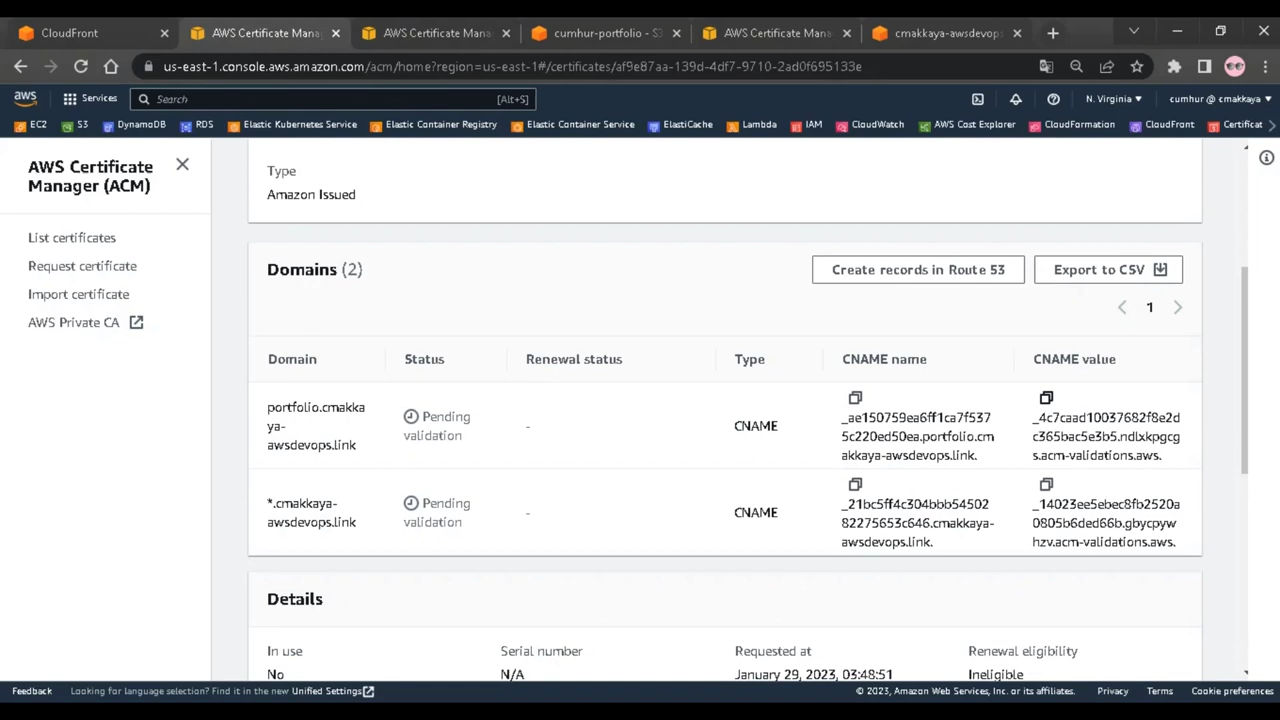 CloudFront
AWS Certificate Mana
AWS Certificate Mana
cumhur-portfolio - S3
AWS Certificate Mana
cmakkaya-awsdevops
us-east-1.console.aws.amazon.com/acm/home?region=us-east-1#/certificates/af9e87aa-139d-4df7-9710-2ad0f695133e
aws
Services
Search
[Alt+S]
N. Virginia
cumhur @ cmakkaya
EC2
S3
DynamoDB
RDS
Elastic Kubernetes Service
Elastic Container Registry
Elastic Container Service
ElastiCache
Lambda
IAM
CloudWatch
AWS Cost Explorer
CloudFormation
CloudFront
Certificat
AWS Certificate
Manager (ACM)
List certificates
Request certificate
Import certificate
AWS Private CA
Type
Amazon Issued
Domains (2)
Create records in Route 53
Export to CSV
1
Domain
Status
Renewal status
Type
CNAME name
CNAME value
portfolio.cmakka
ya-
awsdevops.link
Pending
validation
-
CNAME
_ae150759ea6ff1ca7f537
5c220ed50ea.portfolio.cm
akkaya-awsdevops.link.
_4c7caad10037682f8e2d
c365bac5e3b5.ndlxkpgcg
s.acm-validations.aws.
*.cmakkaya-
awsdevops.link
Pending
validation
-
CNAME
_21bc5ff4c304bbb54502
82275653c646.cmakkaya-
awsdevops.link.
_14023ee5ebec8fb2520a
0805b6ded66b.gbycpyw
hzv.acm-validations.aws.
Details
In use
No
Serial number
N/A
Requested at
January 29, 2023, 03:48:51
Renewal eligibility
Ineligible
Feedback
Looking for language selection? Find it in the new Unified Settings
© 2023, Amazon Web Services, Inc. or its affiliates.
Privacy
Terms
Cookie preferences